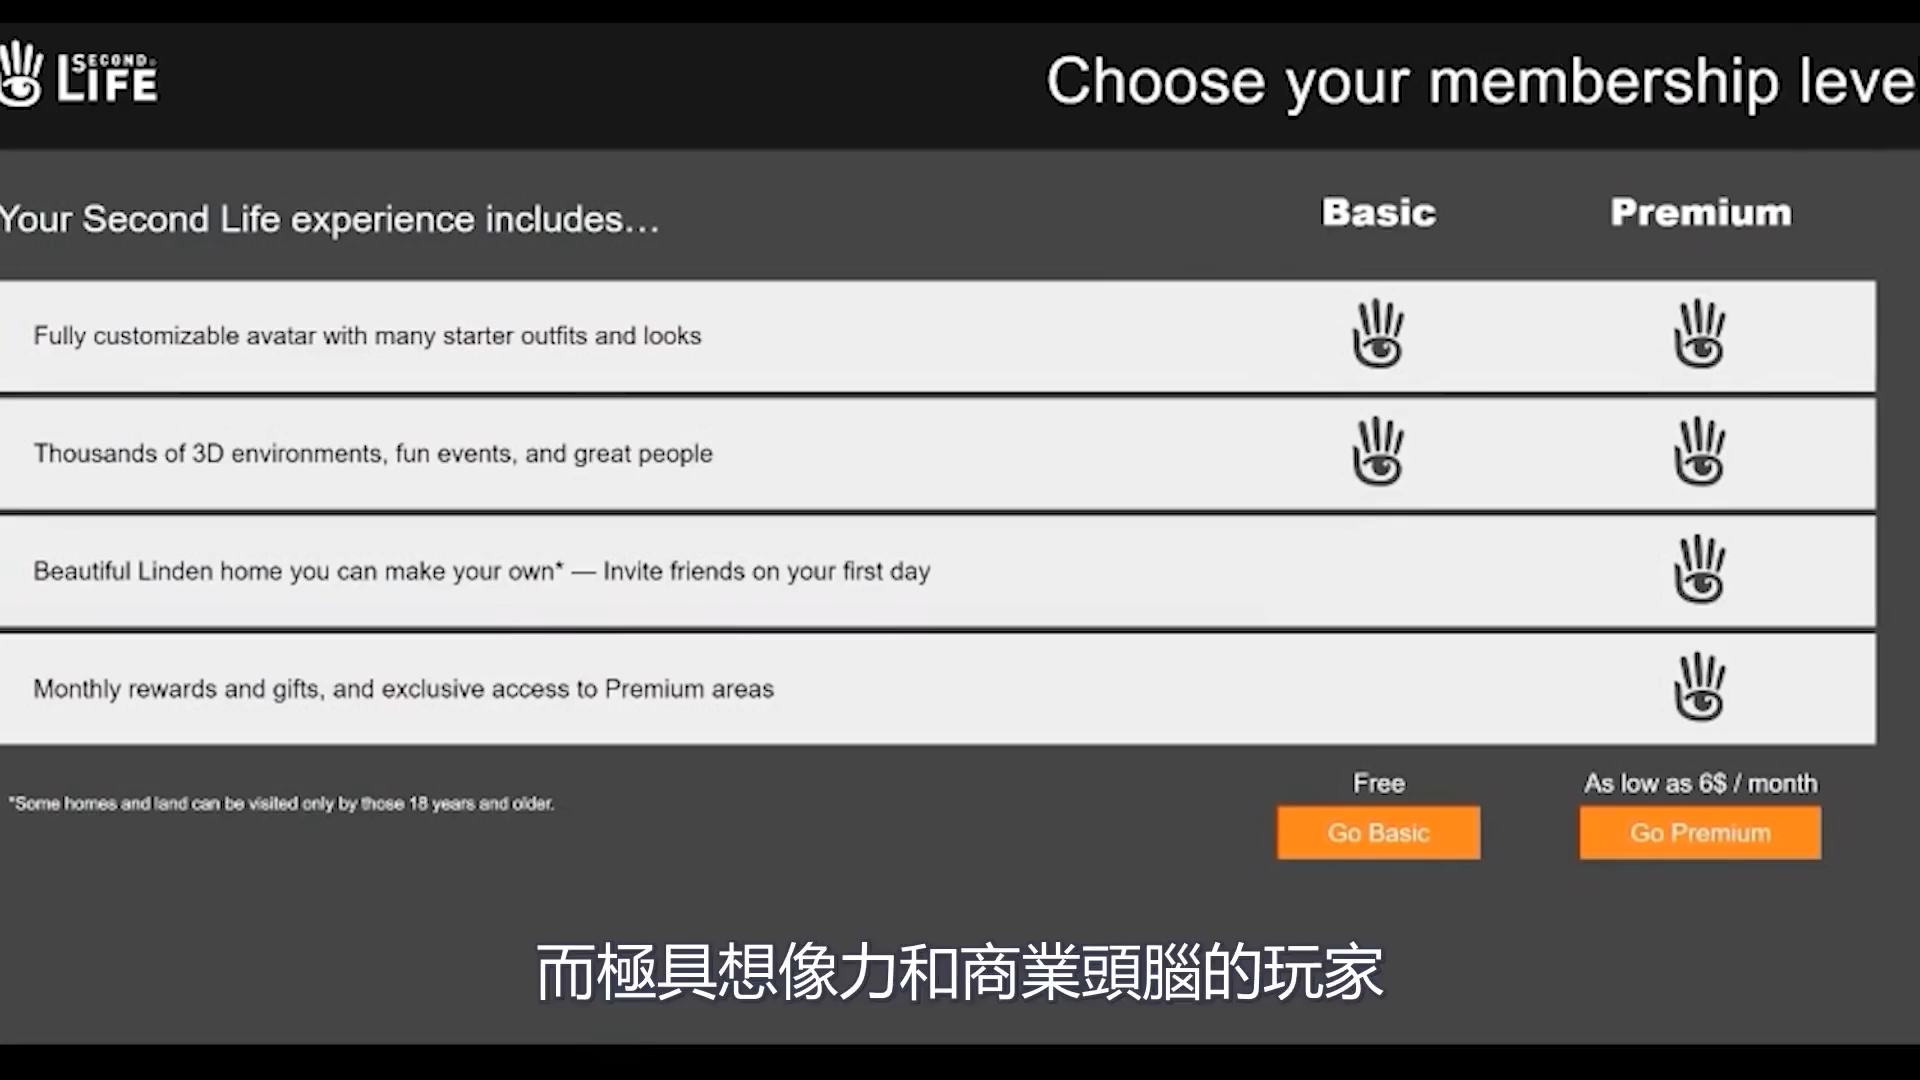 SECOND
LIFE
Choose your membership leve
Your Second Life experience includes...
Basic
Premium
Fully customizable avatar with many starter outfits and looks
Thousands of 3D environments, fun events, and great people
Beautiful Linden home you can make your own* — Invite friends on your first day
Monthly rewards and gifts, and exclusive access to Premium areas
*Some homes and land can be visited only by those 18 years and older.
Free
As low as 6$ / month
Go Basic
Go Premium
而極具想像力和商業頭腦的玩家